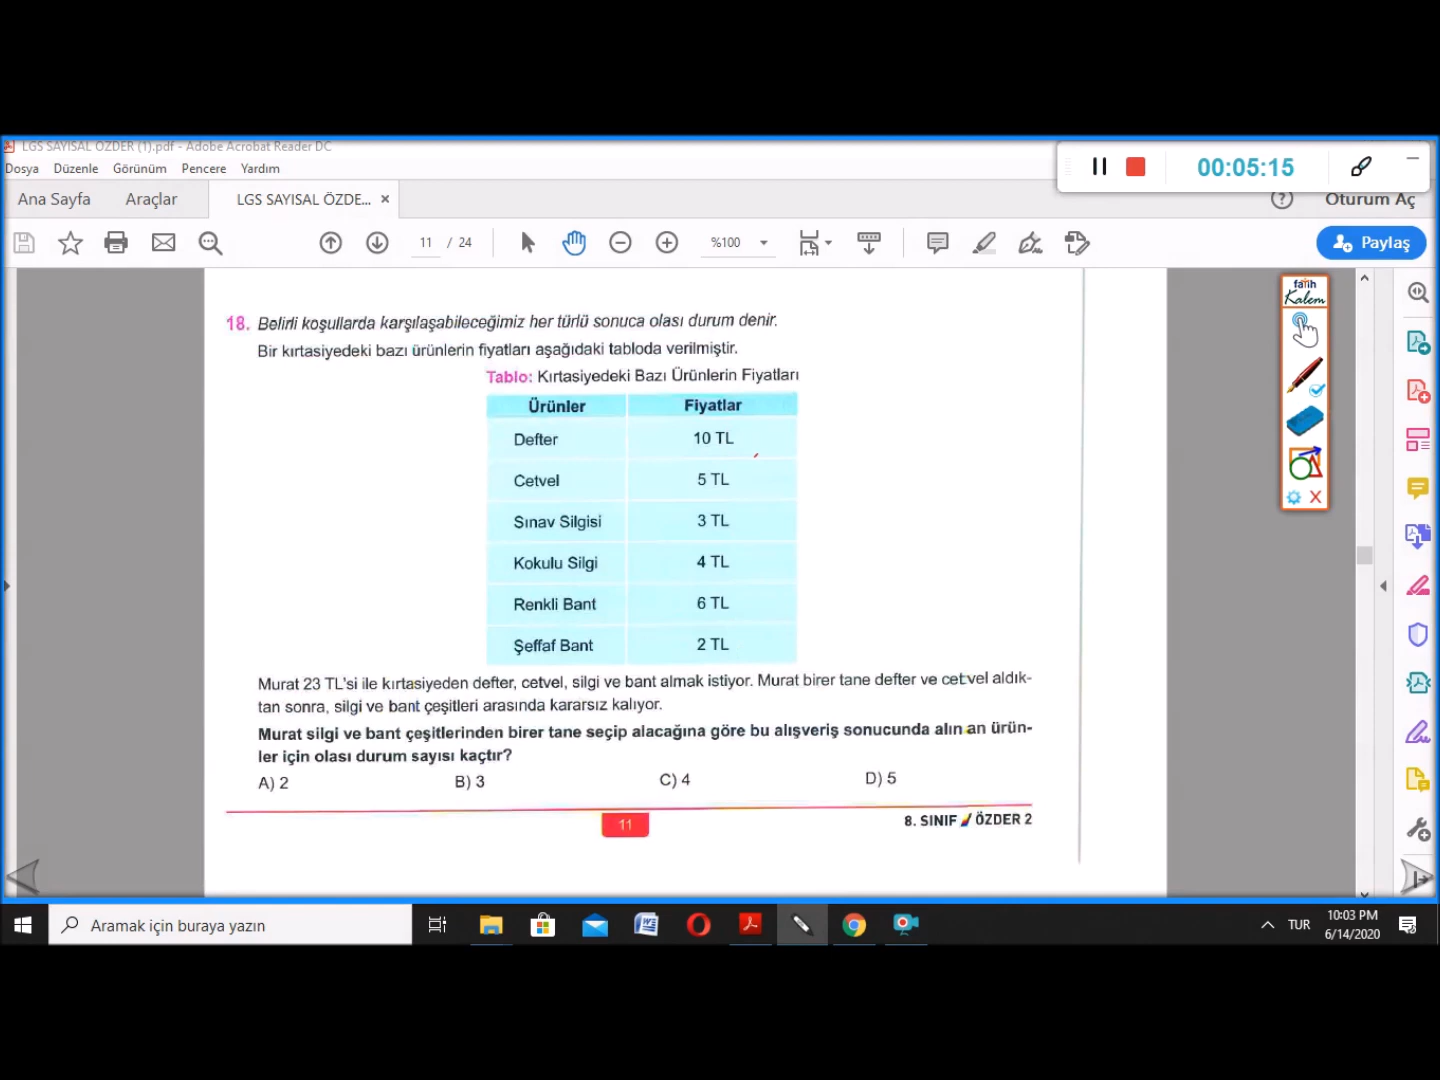 LGS SAYISAL ÖZDER (1).pdf - Adobe Acrobat Reader DC
Dosya Düzenle Görünüm Pencere Yardım
00:05:15
Ana Sayfa Araçlar LGS SAYISAL ÖZDE... × Oturum Aç
11 / 24 %100 Paylaş
fatih
Kalem
18. Belirli koşullarda karşılaşabileceğimiz her türlü sonuca olası durum denir.
Bir kırtasiyedeki bazı ürünlerin fiyatları aşağıdaki tabloda verilmiştir.
Tablo: Kırtasiyedeki Bazı Ürünlerin Fiyatları
Ürünler Fiyatlar
Defter 10 TL
Cetvel 5 TL
Sınav Silgisi 3 TL
Kokulu Silgi 4 TL
Renkli Bant 6 TL
Şeffaf Bant 2 TL
Murat 23 TL'si ile kırtasiyeden defter, cetvel, silgi ve bant almak istiyor. Murat birer tane defter ve cetvel aldık-
tan sonra, silgi ve bant çeşitleri arasında kararsız kalıyor.
Murat silgi ve bant çeşitlerinden birer tane seçip alacağına göre bu alışveriş sonucunda alın an ürün-
ler için olası durum sayısı kaçtır?
A) 2 B) 3 C) 4 D) 5
11
8. SINIF ÖZDER 2
Aramak için buraya yazın
TUR
10:03 PM
6/14/2020